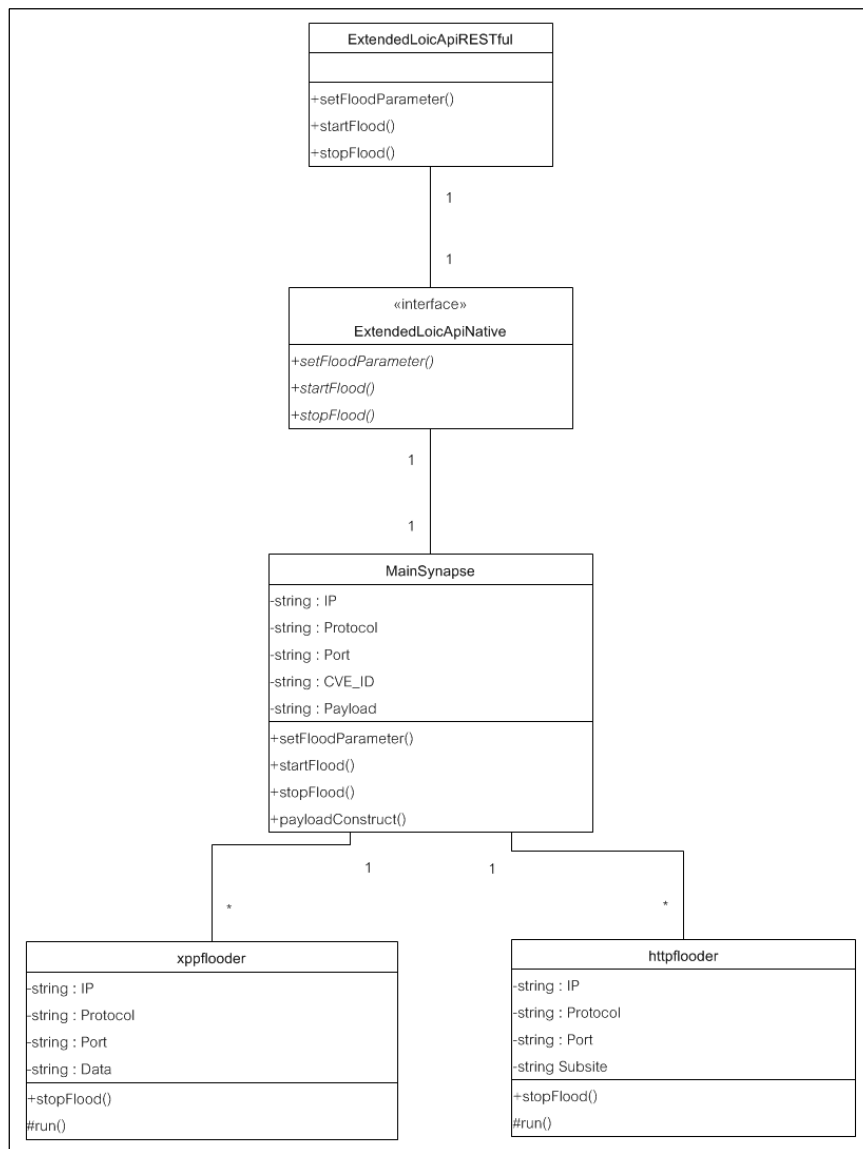 ExtendedLoicApiRESTful
+setFloodParameter()
+startFlood()
+stopFlood()
1
1
«interface»
ExtendedLoicApiNative
+setFloodParameter()
+startFlood()
+stopFlood()
1
1
MainSynapse
-string : IP
-string : Protocol
-string : Port
-string : CVE_ID
-string : Payload
+setFloodParameter()
+startFlood()
+stopFlood()
+payloadConstruct()
1
1
*
*
xppflooder
-string : IP
-string : Protocol
-string : Port
-string : Data
+stopFlood()
#run()
httpflooder
-string : IP
-string : Protocol
-string : Port
-string Subsite
+stopFlood()
#run()